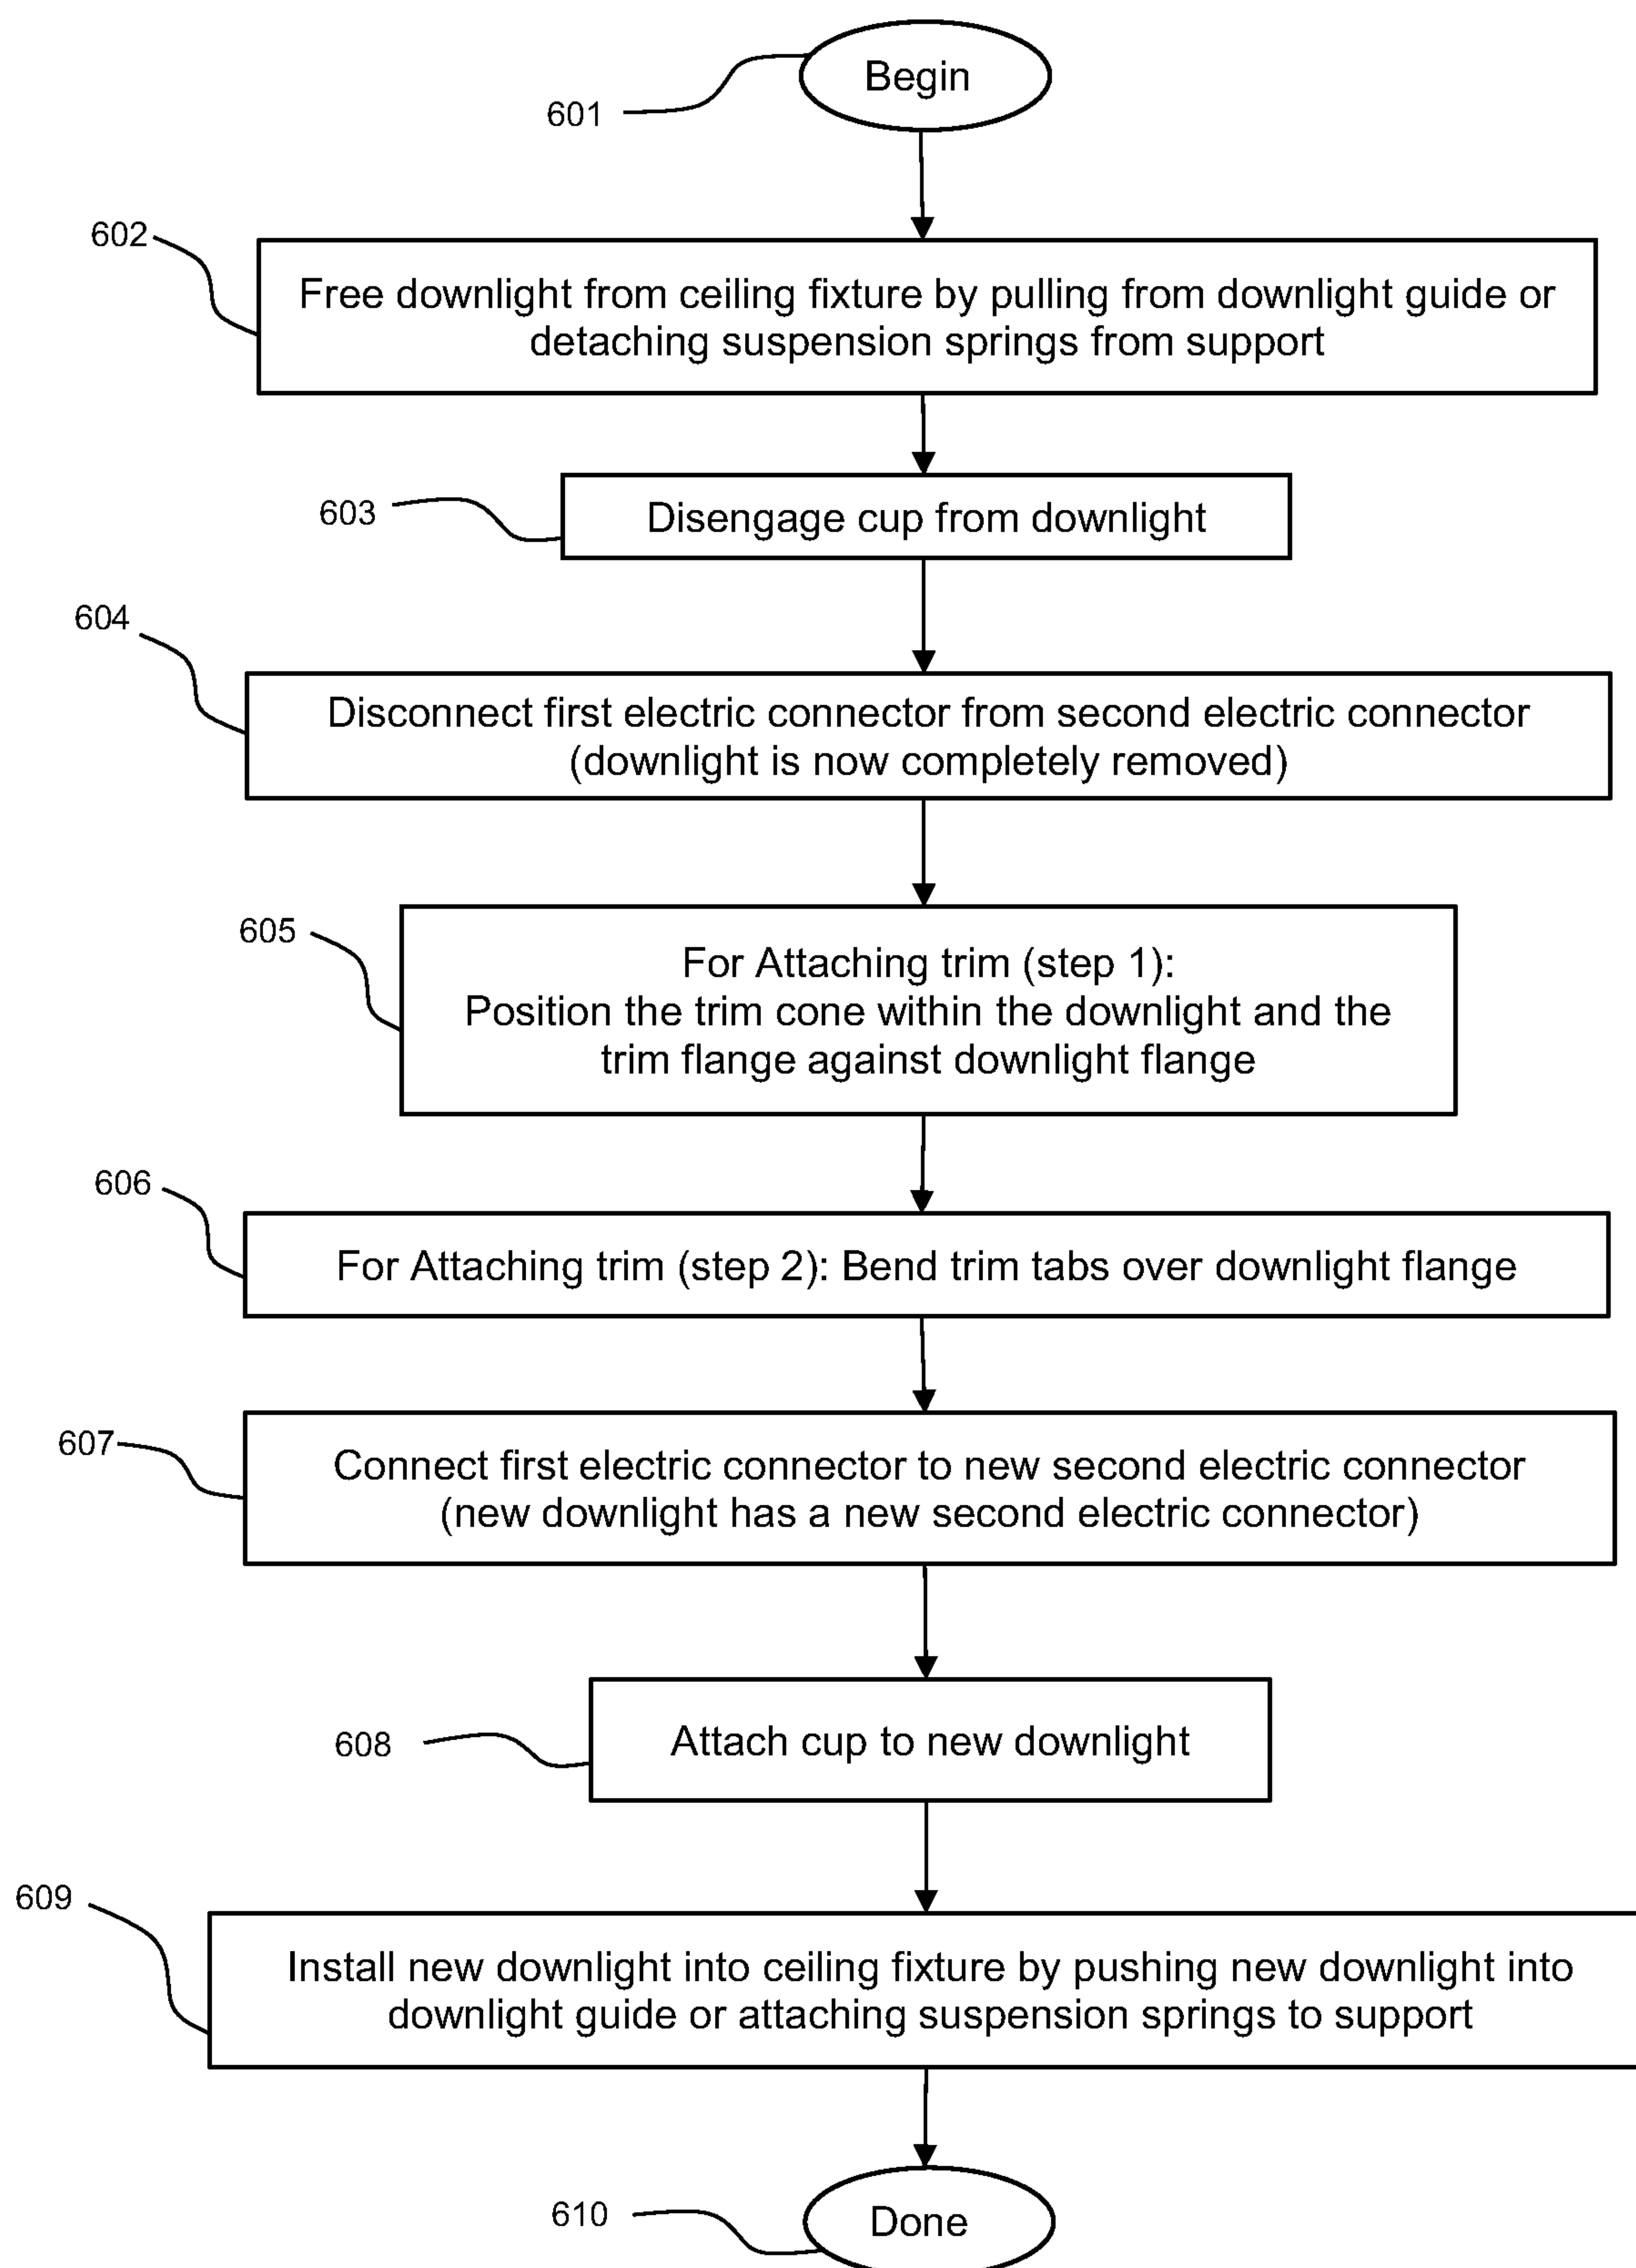 Begin
601
602
Free downlight from ceiling fixture by pulling from downlight guide or
detaching suspension springs from support
603
Disengage cup from downlight
604
Disconnect first electric connector from second electric connector
(downlight is now completely removed)
605
For Attaching trim (step 1):
Position the trim cone within the downlight and the
trim flange against downlight flange
606
For Attaching trim (step 2): Bend trim tabs over downlight flange
607
Connect first electric connector to new second electric connector
(new downlight has a new second electric connector)
608
Attach cup to new downlight
609
Install new downlight into ceiling fixture by pushing new downlight into
downlight guide or attaching suspension springs to support
610
Done